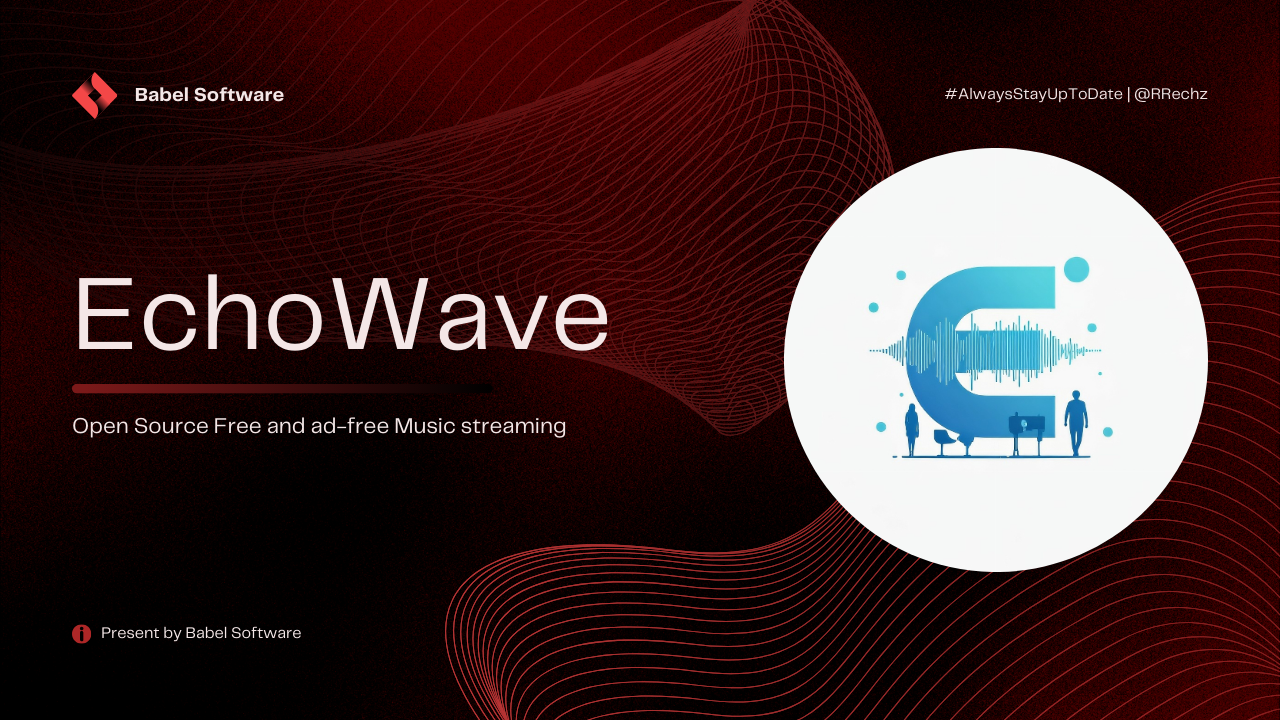 Babel Software
#AlwaysStayUpToDate | @RRechz
EchoWave
Open Source Free and ad-free Music streaming
Present by Babel Software